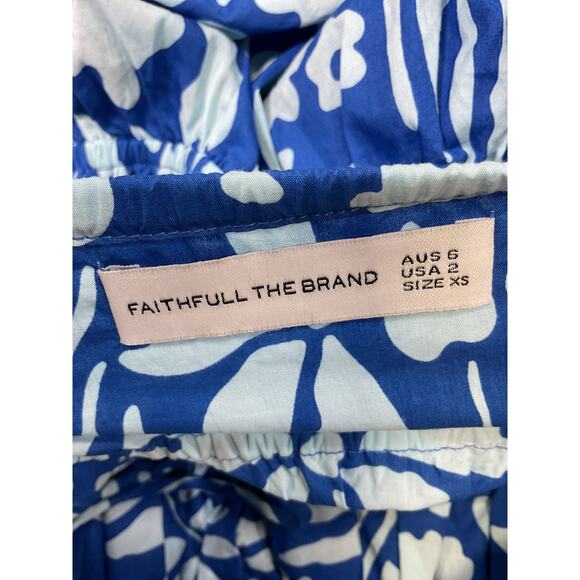 FAITHFULL THE BRAND
AUS 6
USA 2
SIZE XS